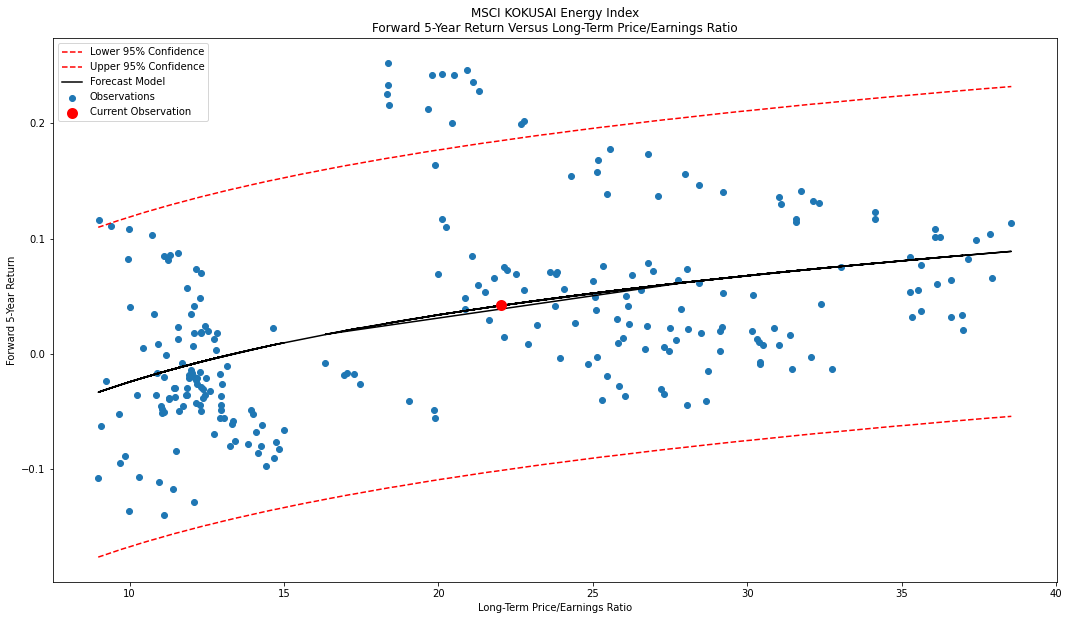 MSCI KOKUSAI Energy Index
Forward 5-Year Return Versus Long-Term Price/Earnings Ratio
Lower 95% Confidence
Upper 95% Confidence
Forecast Model
Observations
Current Observation
Forward 5-Year Return
0.2
0.1
0.0
−0.1
10
15
20
25
30
35
40
Long-Term Price/Earnings Ratio